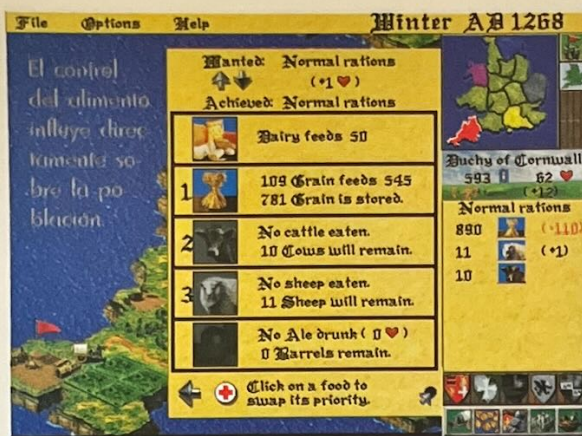 File Options Help Winter AD 1268
El control
del alimento
influye direc
tamente so-
bre la po
blación.
Wanted: Normal rations
(+1 ❤)
Achieved: Normal rations
Dairy feeds 50
1 109 Grain feeds 545
781 Grain is stored.
2 No cattle eaten.
10 Cows will remain.
3 No sheep eaten.
11 Sheep will remain.
No Ale drunk ( 0 ❤)
0 Barrels remain.
Click on a food to
swap its priority.
Duchy of Cornwall
593 62 ❤
(+12)
Normal rations
890 (-110)
11 (+1)
10